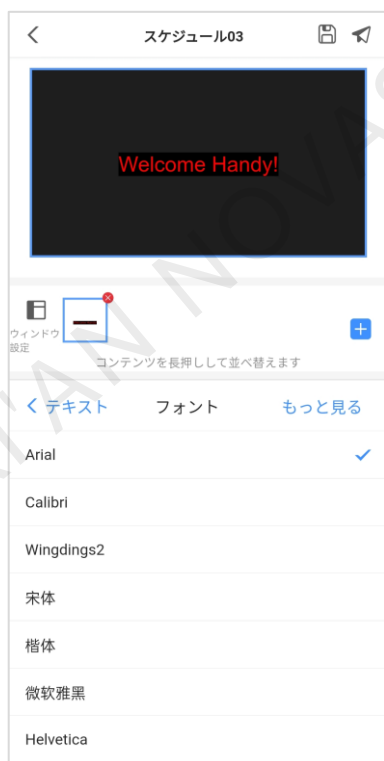 スケジュール03
Welcome Handy!
ウィンドウ
設定
コンテンツを長押しして並べ替えます
テキスト
フォント
もっと見る
Arial
Calibri
Wingdings2
宋体
楷体
微软雅黑
Helvetica